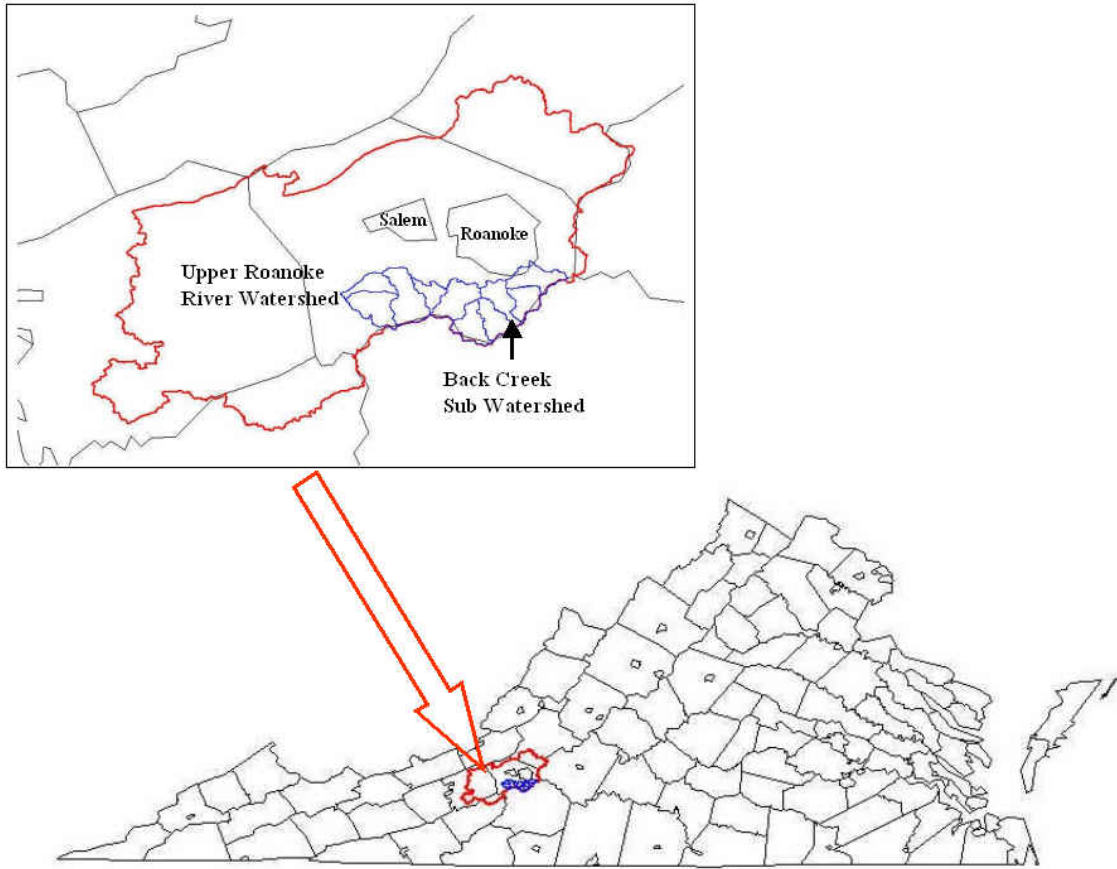 Salem
Roanoke
Upper Roanoke
River Watershed
Back Creek
Sub Watershed